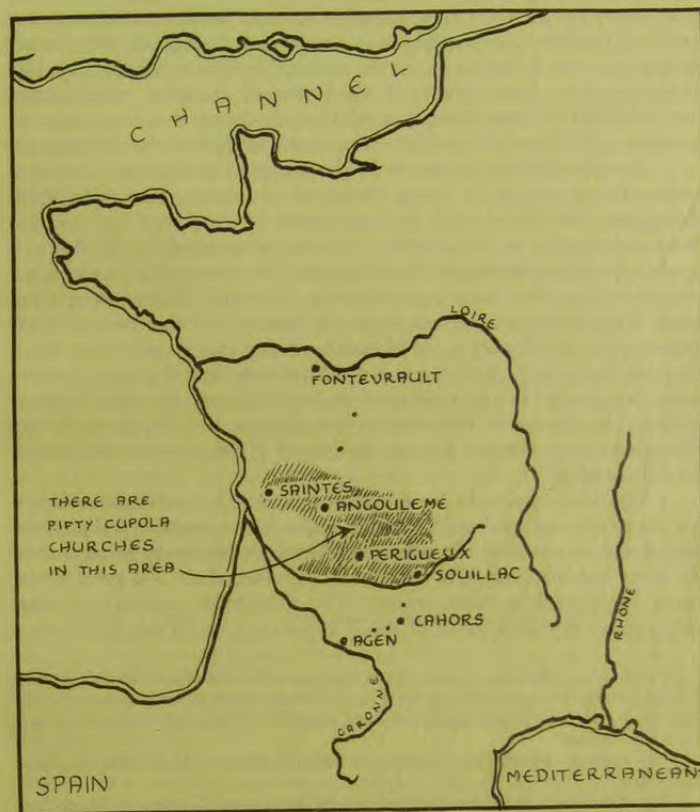 CHANNEL
LOIRE
FONTEVRAULT
SAINTES
ANGOULEME
THERE ARE
FIFTY CUPOLA
CHURCHES
IN THIS AREA
PERIGUEUX
SOUILLAC
CAHORS
AGEN
RHONE
GARONNE
SPAIN
MEDITERRANEAN